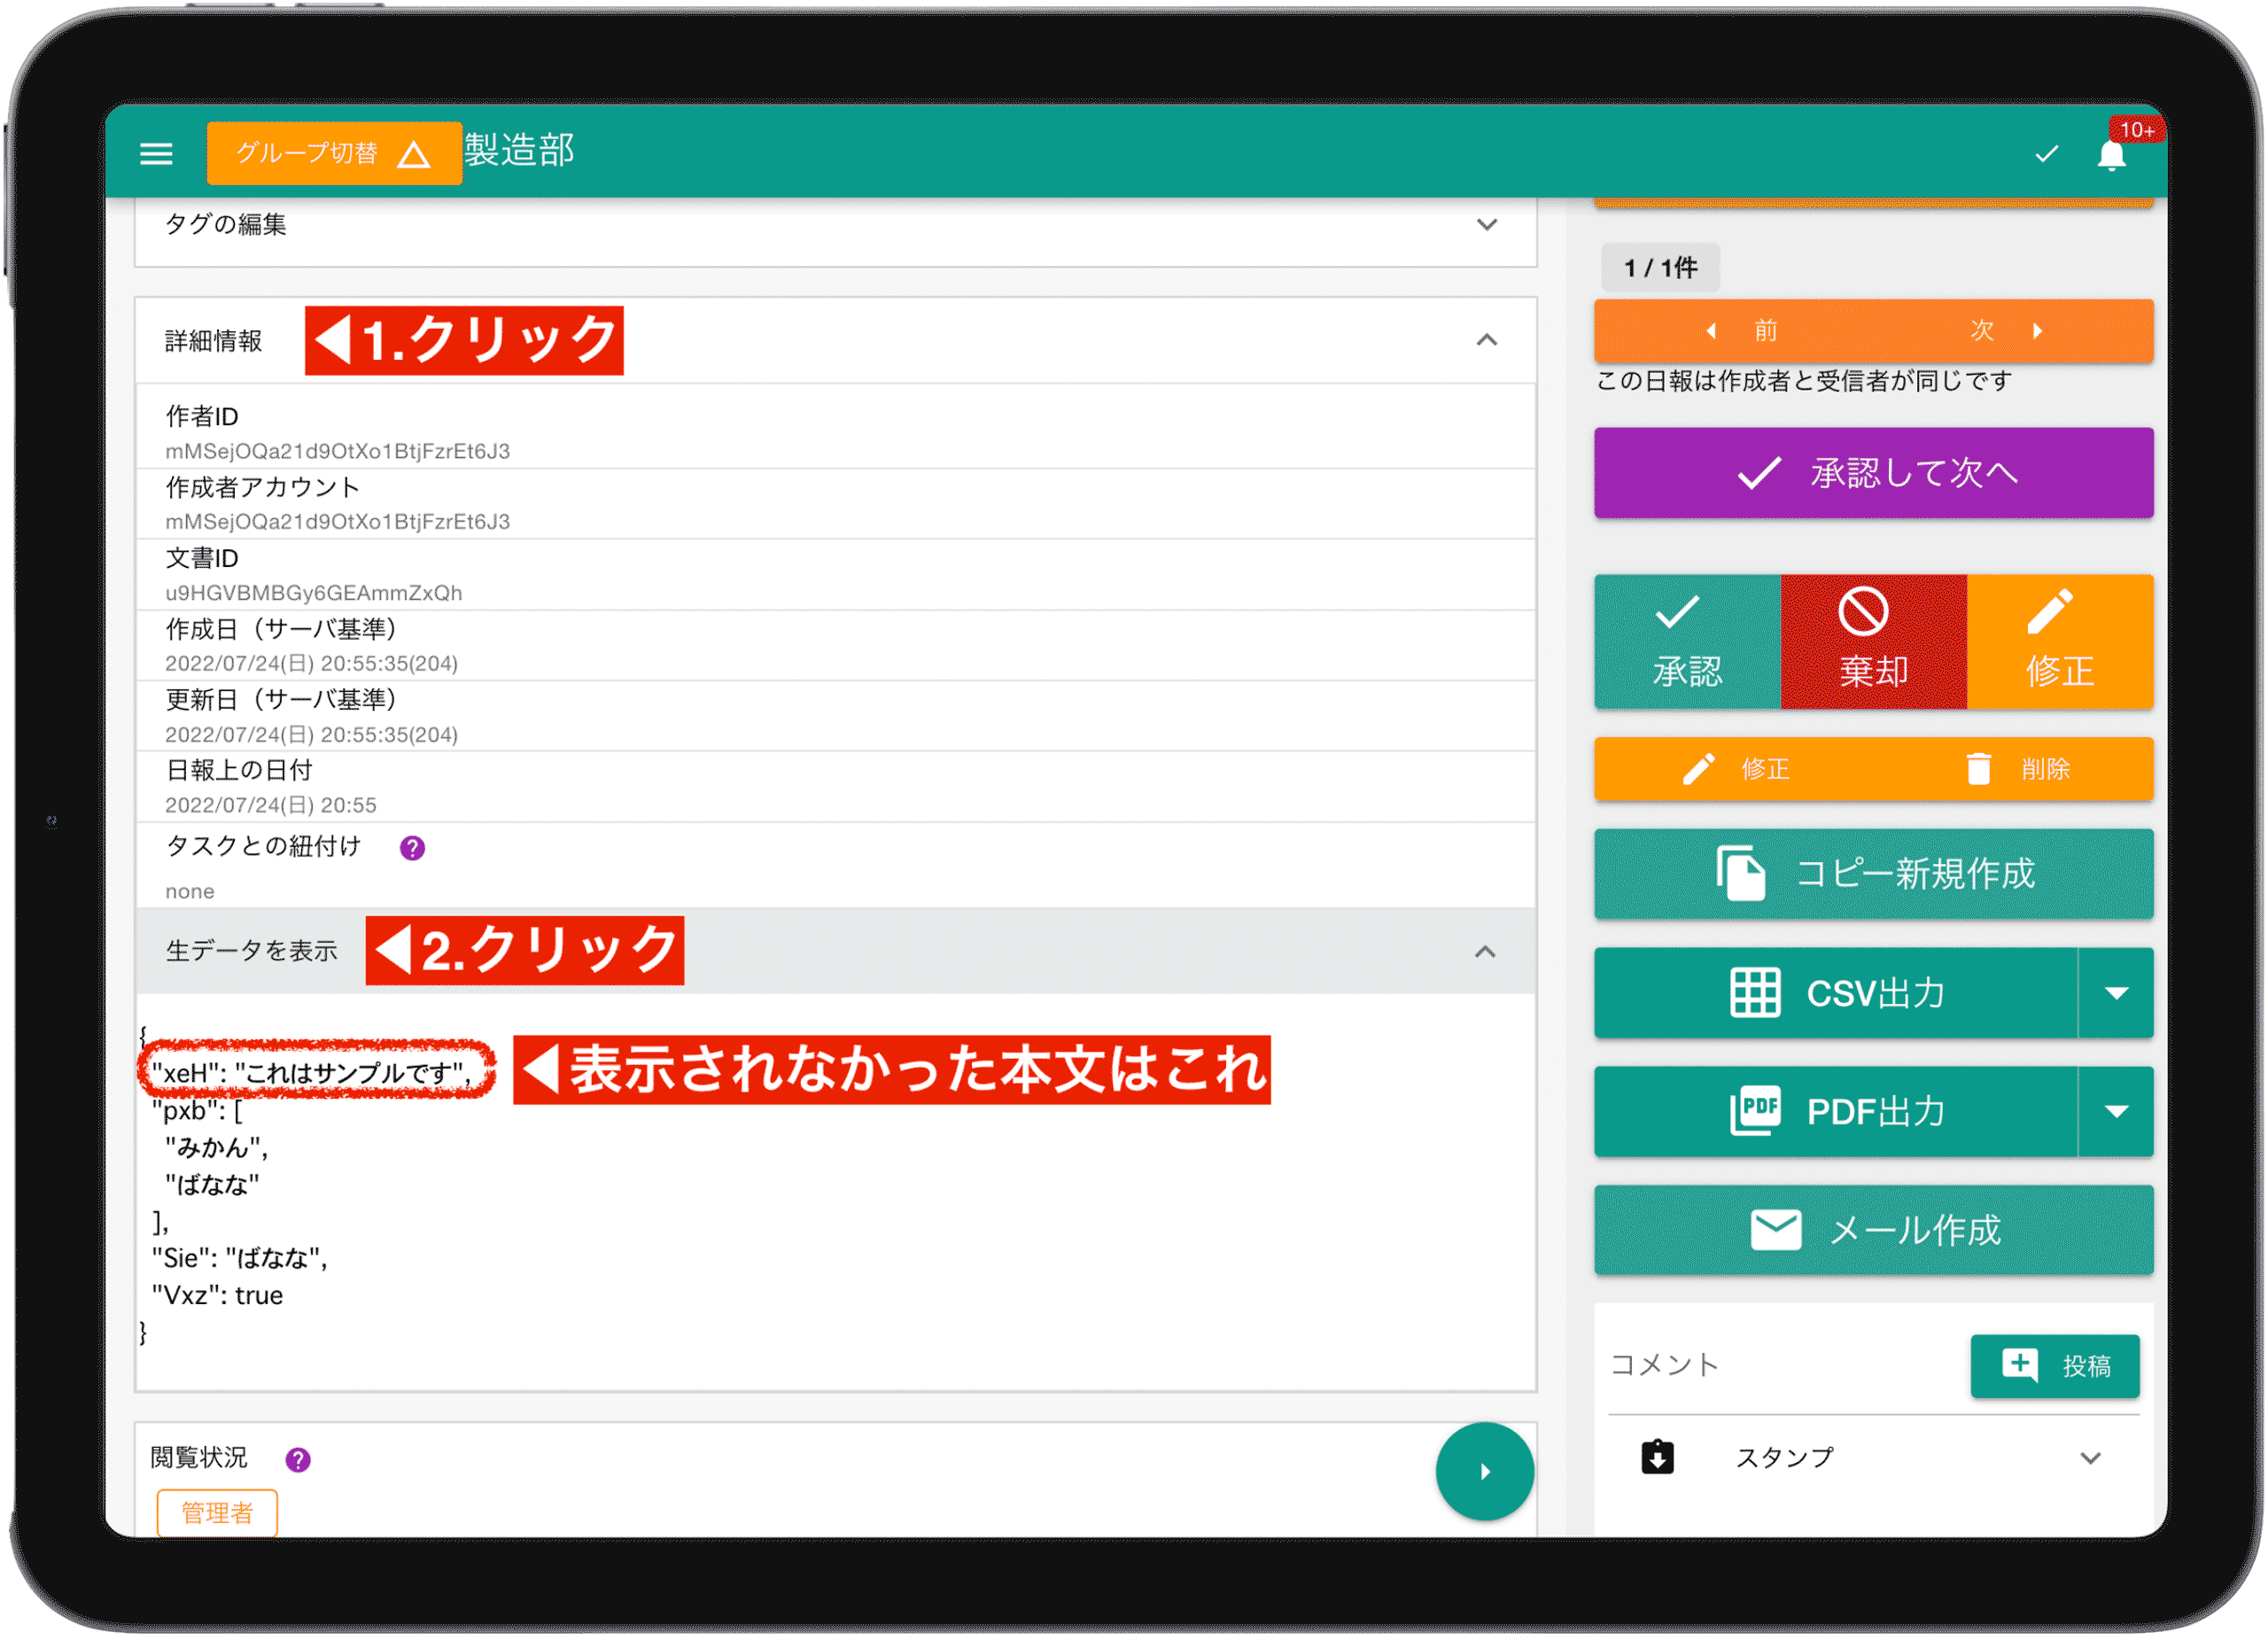 グループ切替
製造部
10+
タグの編集
詳細情報
◀1.クリック
作者ID
mMSejOQa21d9OtXo1BtjFzrEt6J3
作成者アカウント
mMSejOQa21d9OtXo1BtjFzrEt6J3
文書ID
u9HGVBMBGy6GEAmmZxQh
作成日（サーバ基準）
2022/07/24(日) 20:55:35(204)
更新日（サーバ基準）
2022/07/24(日) 20:55:35(204)
日報上の日付
2022/07/24(日) 20:55
タスクとの紐付け ?
none
生データを表示
◀2.クリック
{
"xeH": "これはサンプルです",
◀表示されなかった本文はこれ
"pxb": [
"みかん",
"ばなな"
],
"Sie": "ばなな",
"Vxz": true
}
閲覧状況 ?
管理者
1 / 1件
前
次
この日報は作成者と受信者が同じです
承認して次へ
承認
棄却
修正
修正
削除
コピー新規作成
CSV出力
PDF PDF出力
メール作成
コメント
投稿
スタンプ